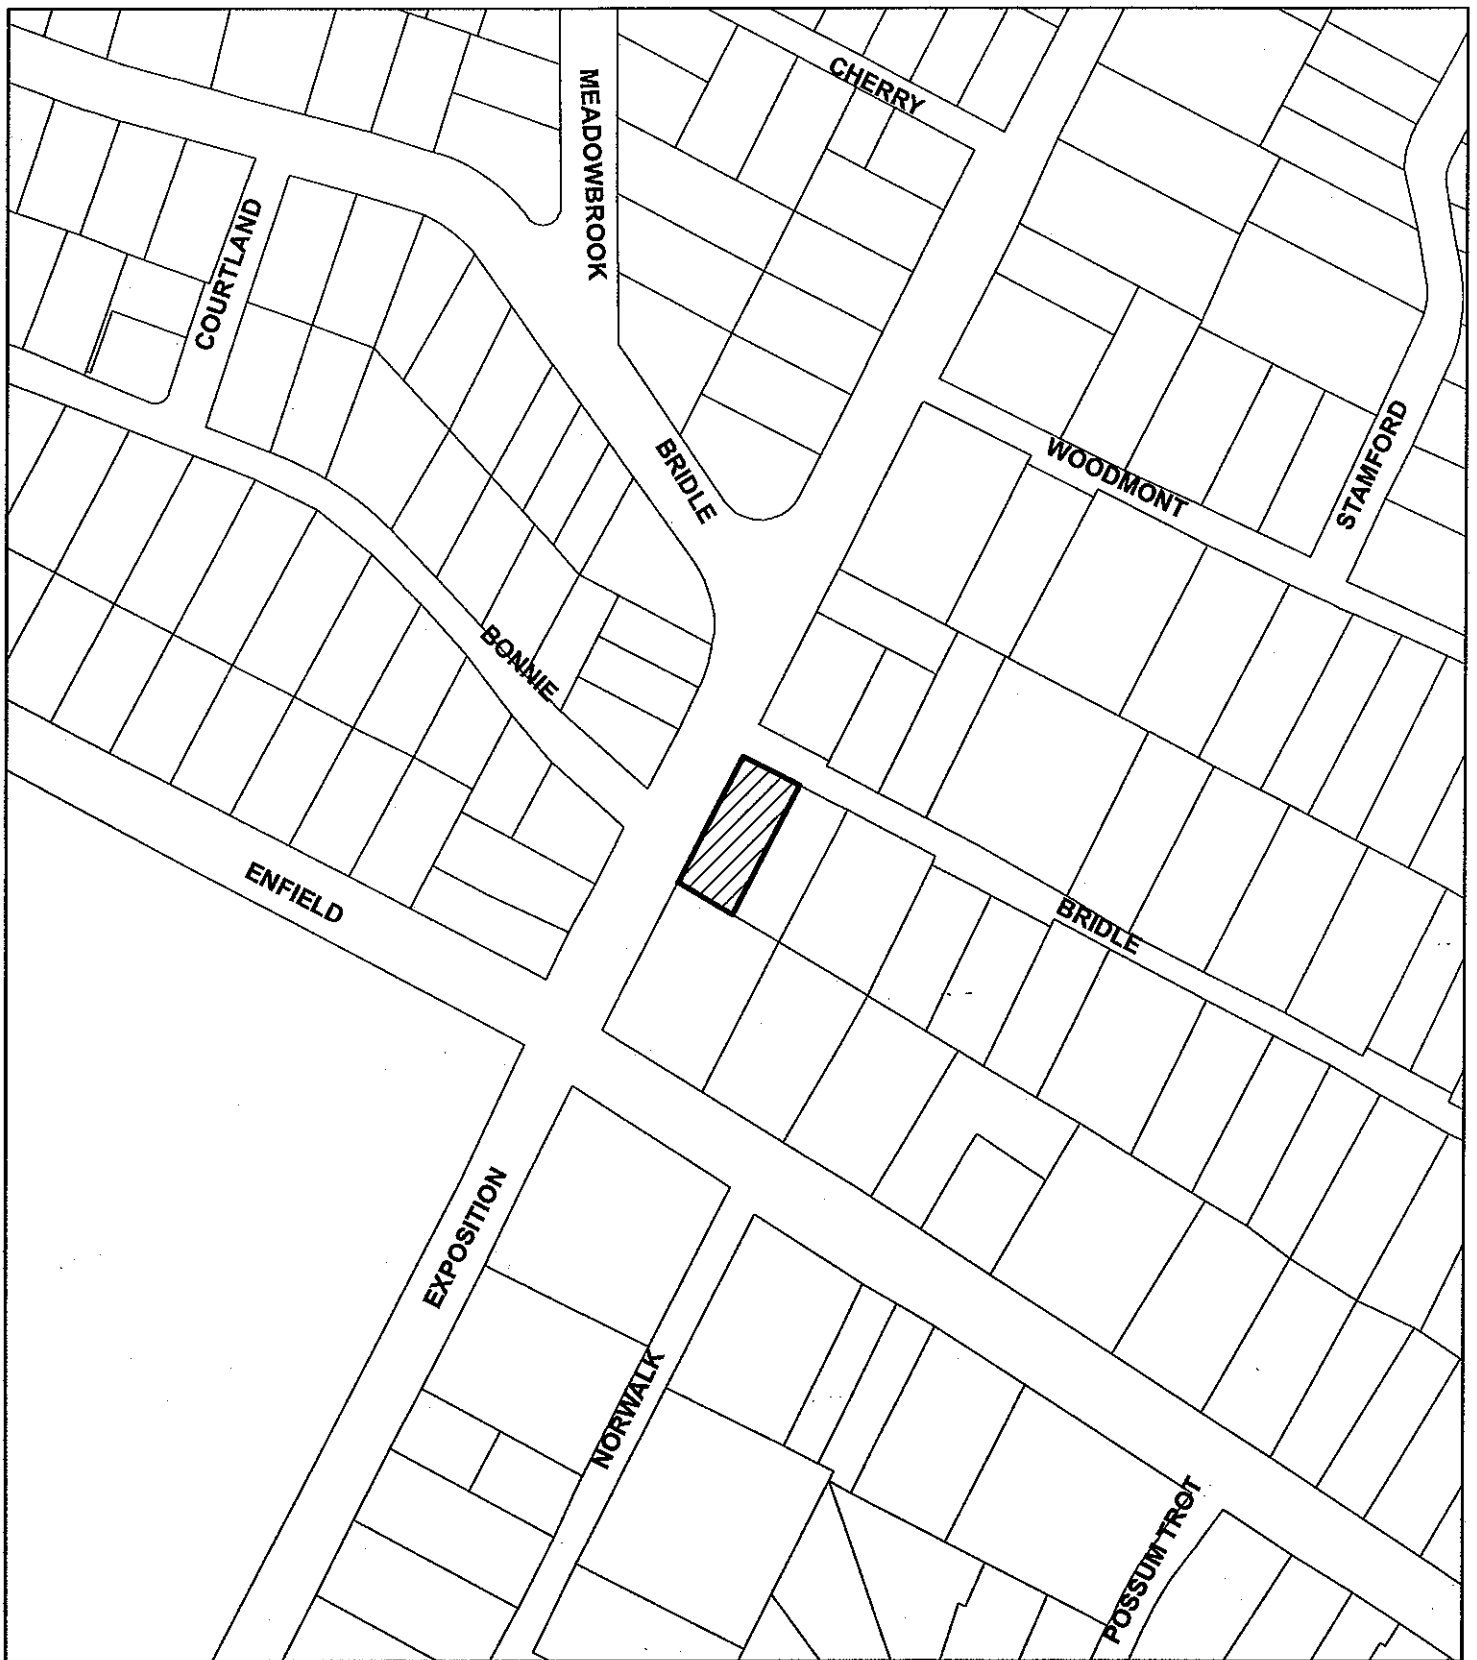 CHERRY
MEADOWBROOK
COURTLAND
BRIDLE
WOODMONT
STAMFORD
BONNIE
ENFIELD
BRIDLE
EXPOSITION
NORWALK
POSSUM TROT